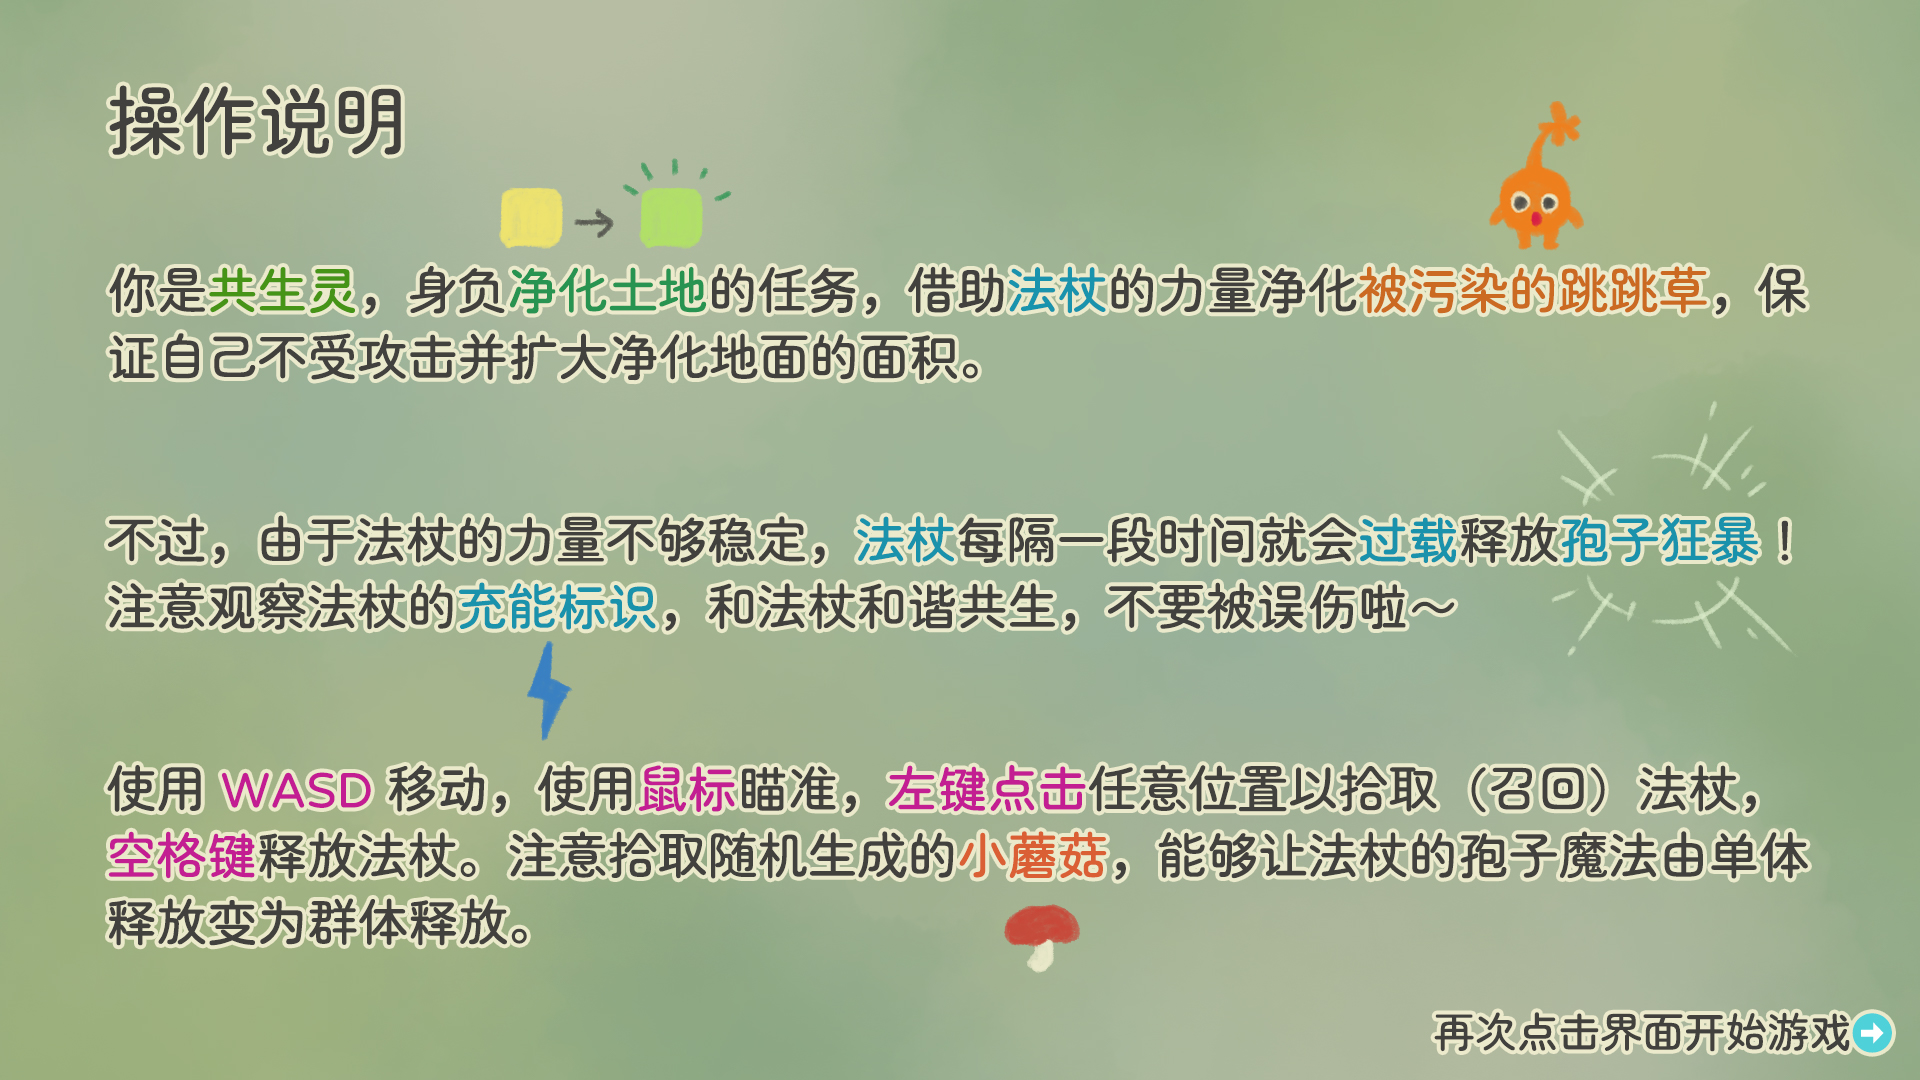 操作说明
你是共生灵，身负净化土地的任务，借助法杖的力量净化被污染的跳跳草，保
证自己不受攻击并扩大净化地面的面积。
不过，由于法杖的力量不够稳定，法杖每隔一段时间就会过载释放孢子狂暴！
注意观察法杖的充能标识，和法杖和谐共生，不要被误伤啦～
使用 WASD 移动，使用鼠标瞄准，左键点击任意位置以拾取（召回）法杖，
空格键释放法杖。注意拾取随机生成的小蘑菇，能够让法杖的孢子魔法由单体
释放变为群体释放。
再次点击界面开始游戏